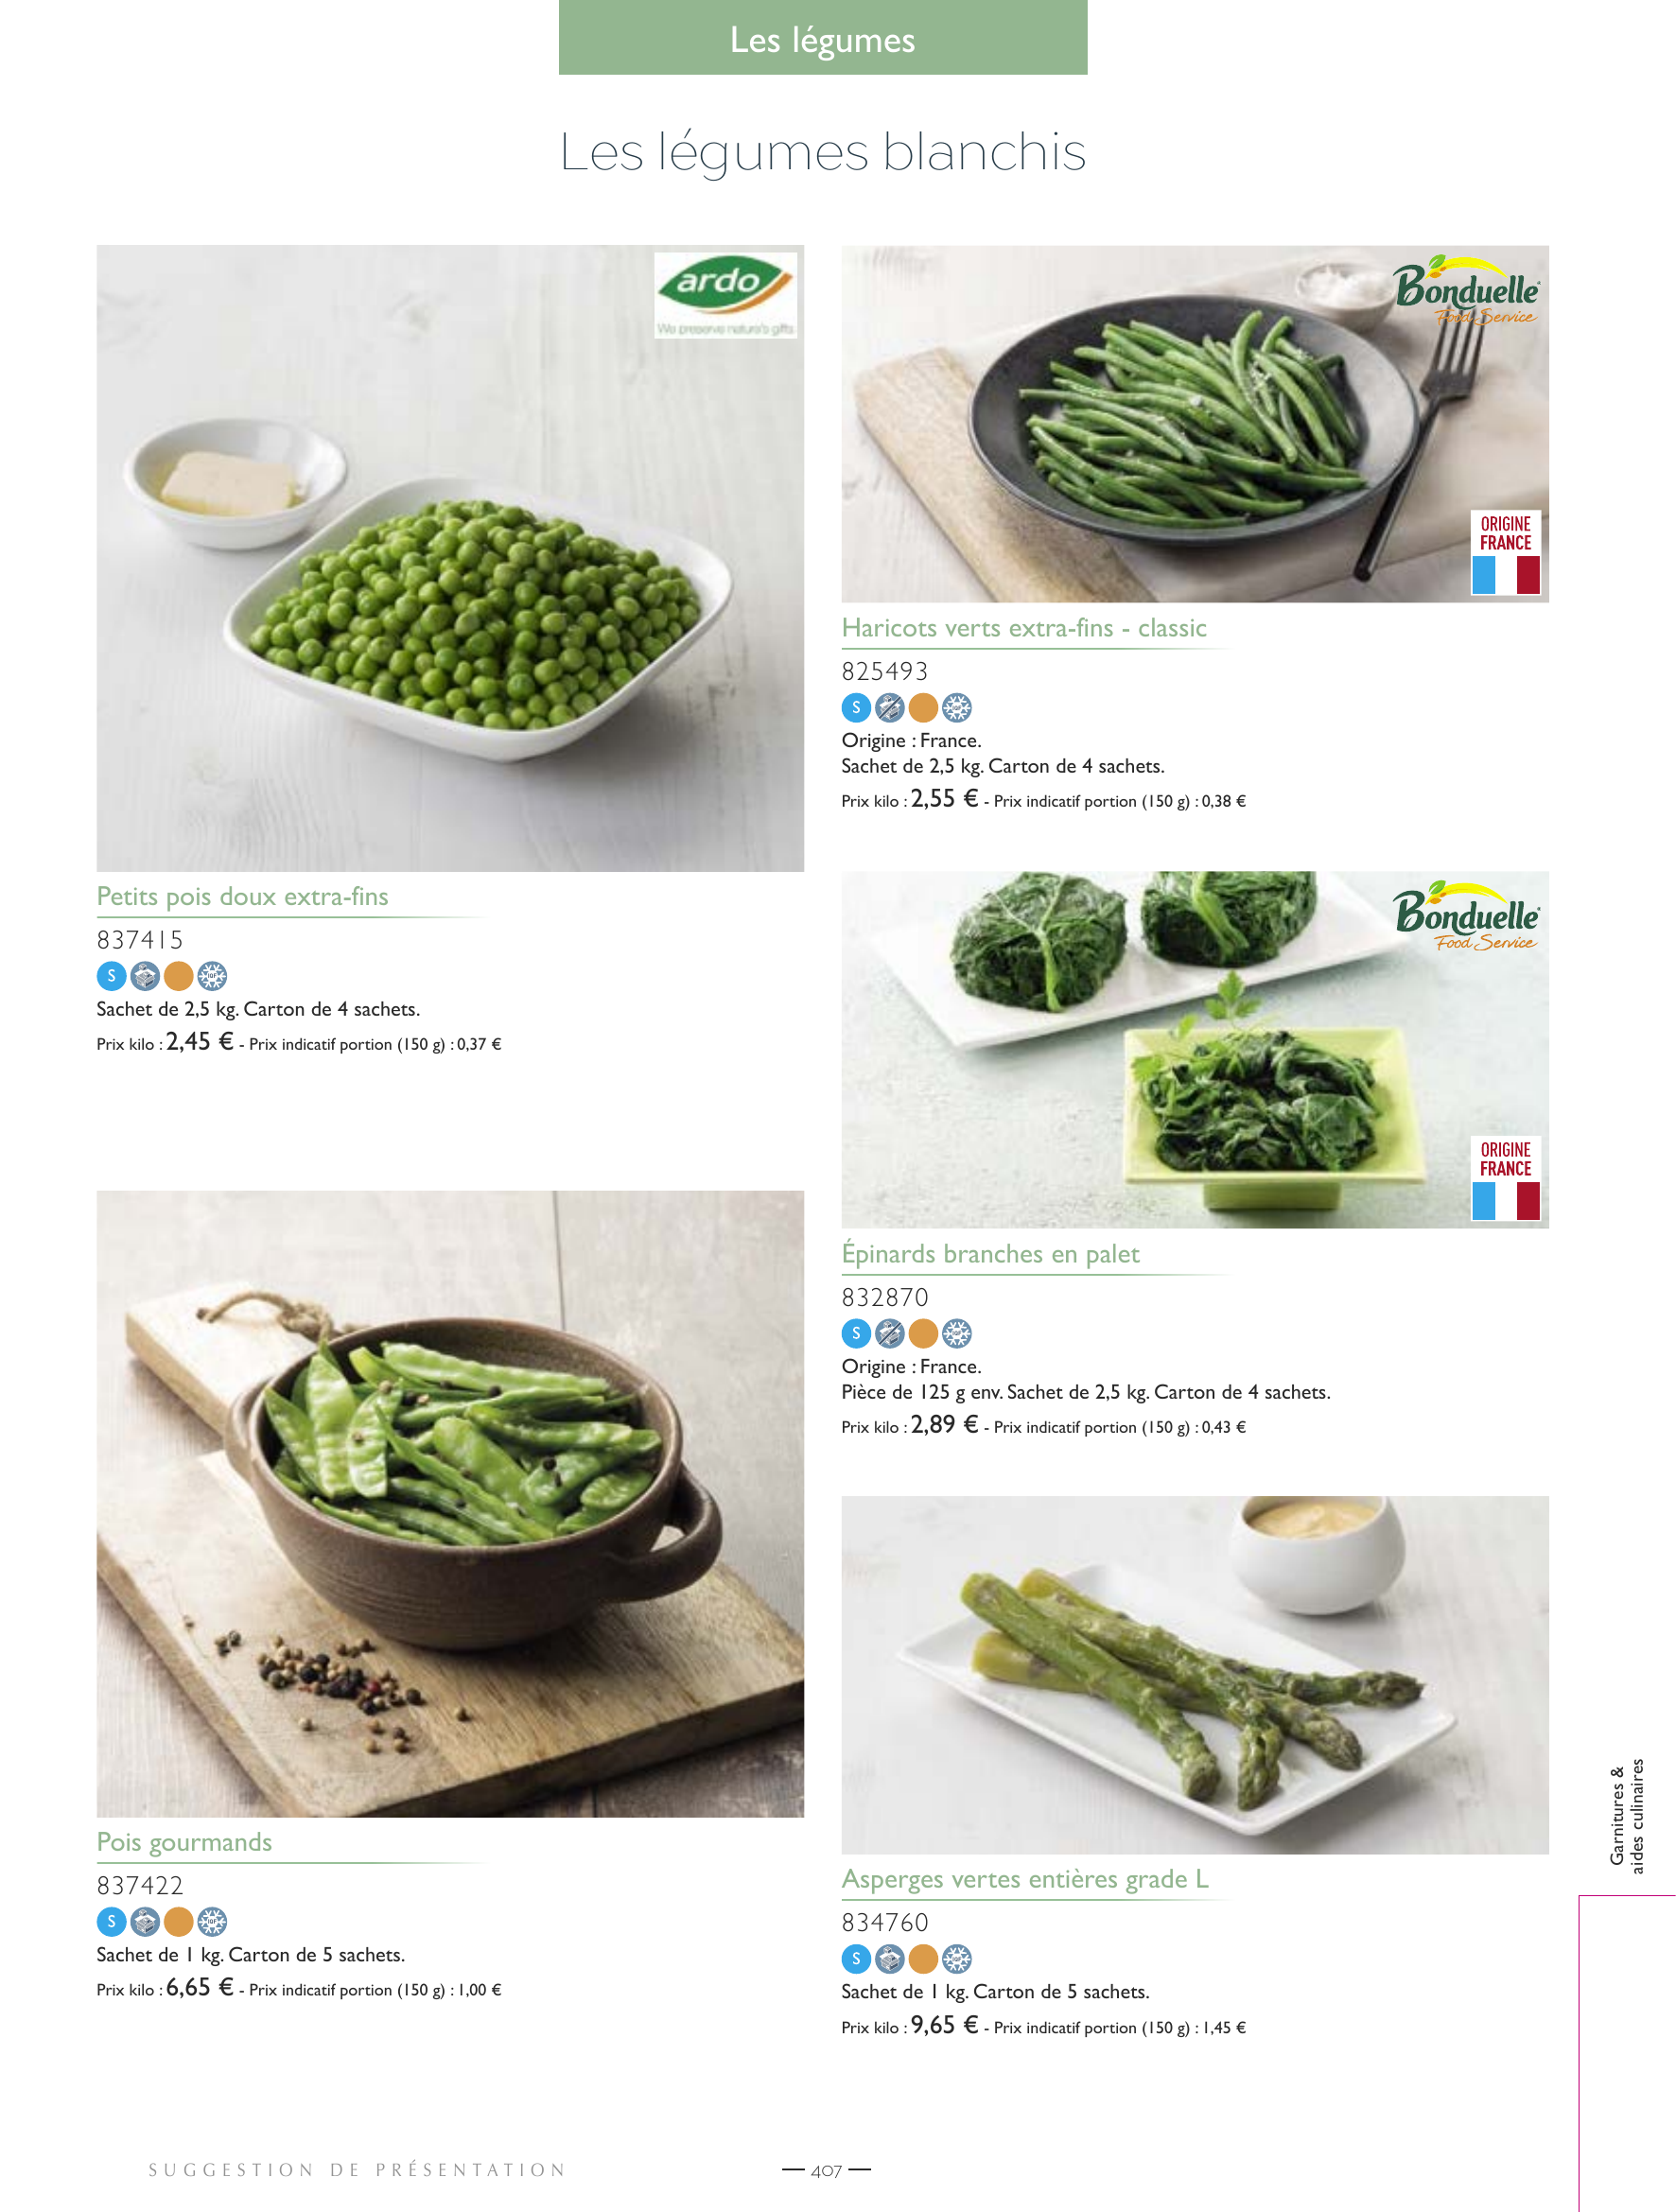 Les légumes
Les légumes blanchis
ardo
We preserve nature's gifts
Petits pois doux extra-fins
837415
S
Sachet de 2,5 kg. Carton de 4 sachets.
Prix kilo : 2,45 € - Prix indicatif portion (150 g) : 0,37 €
Pois gourmands
837422
S
Sachet de 1 kg. Carton de 5 sachets.
Prix kilo : 6,65 € - Prix indicatif portion (150 g) : 1,00 €
Bonduelle
Food Service
ORIGINE
FRANCE
Haricots verts extra-fins - classic
825493
S
Origine : France.
Sachet de 2,5 kg. Carton de 4 sachets.
Prix kilo : 2,55 € - Prix indicatif portion (150 g) : 0,38 €
Bonduelle
Food Service
ORIGINE
FRANCE
Épinards branches en palet
832870
S
Origine : France.
Pièce de 125 g env. Sachet de 2,5 kg. Carton de 4 sachets.
Prix kilo : 2,89 € - Prix indicatif portion (150 g) : 0,43 €
Asperges vertes entières grade L
834760
S
Sachet de 1 kg. Carton de 5 sachets.
Prix kilo : 9,65 € - Prix indicatif portion (150 g) : 1,45 €
Garnitures &
aides culinaires
SUGGESTION DE PRÉSENTATION
— 407 —